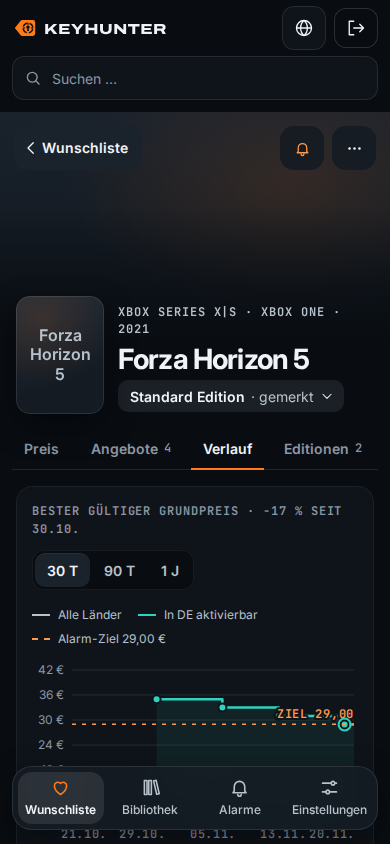 KEYHUNTER
Suchen ...
Wunschliste
Forza
Horizon
5
XBOX SERIES X|S · XBOX ONE ·
2021
Forza Horizon 5
Standard Edition · gemerkt
Preis Angebote 4 Verlauf Editionen 2
BESTER GÜLTIGER GRUNDPREIS · -17 % SEIT
30.10.
30 T 90 T 1 J
Alle Länder In DE aktivierbar
Alarm-Ziel 29,00 €
42 €
36 €
30 €
24 €
ZIEL 29,00
Wunschliste Bibliothek Alarme Einstellungen
21.10. 29.10. 05.11. 13.11. 20.11.